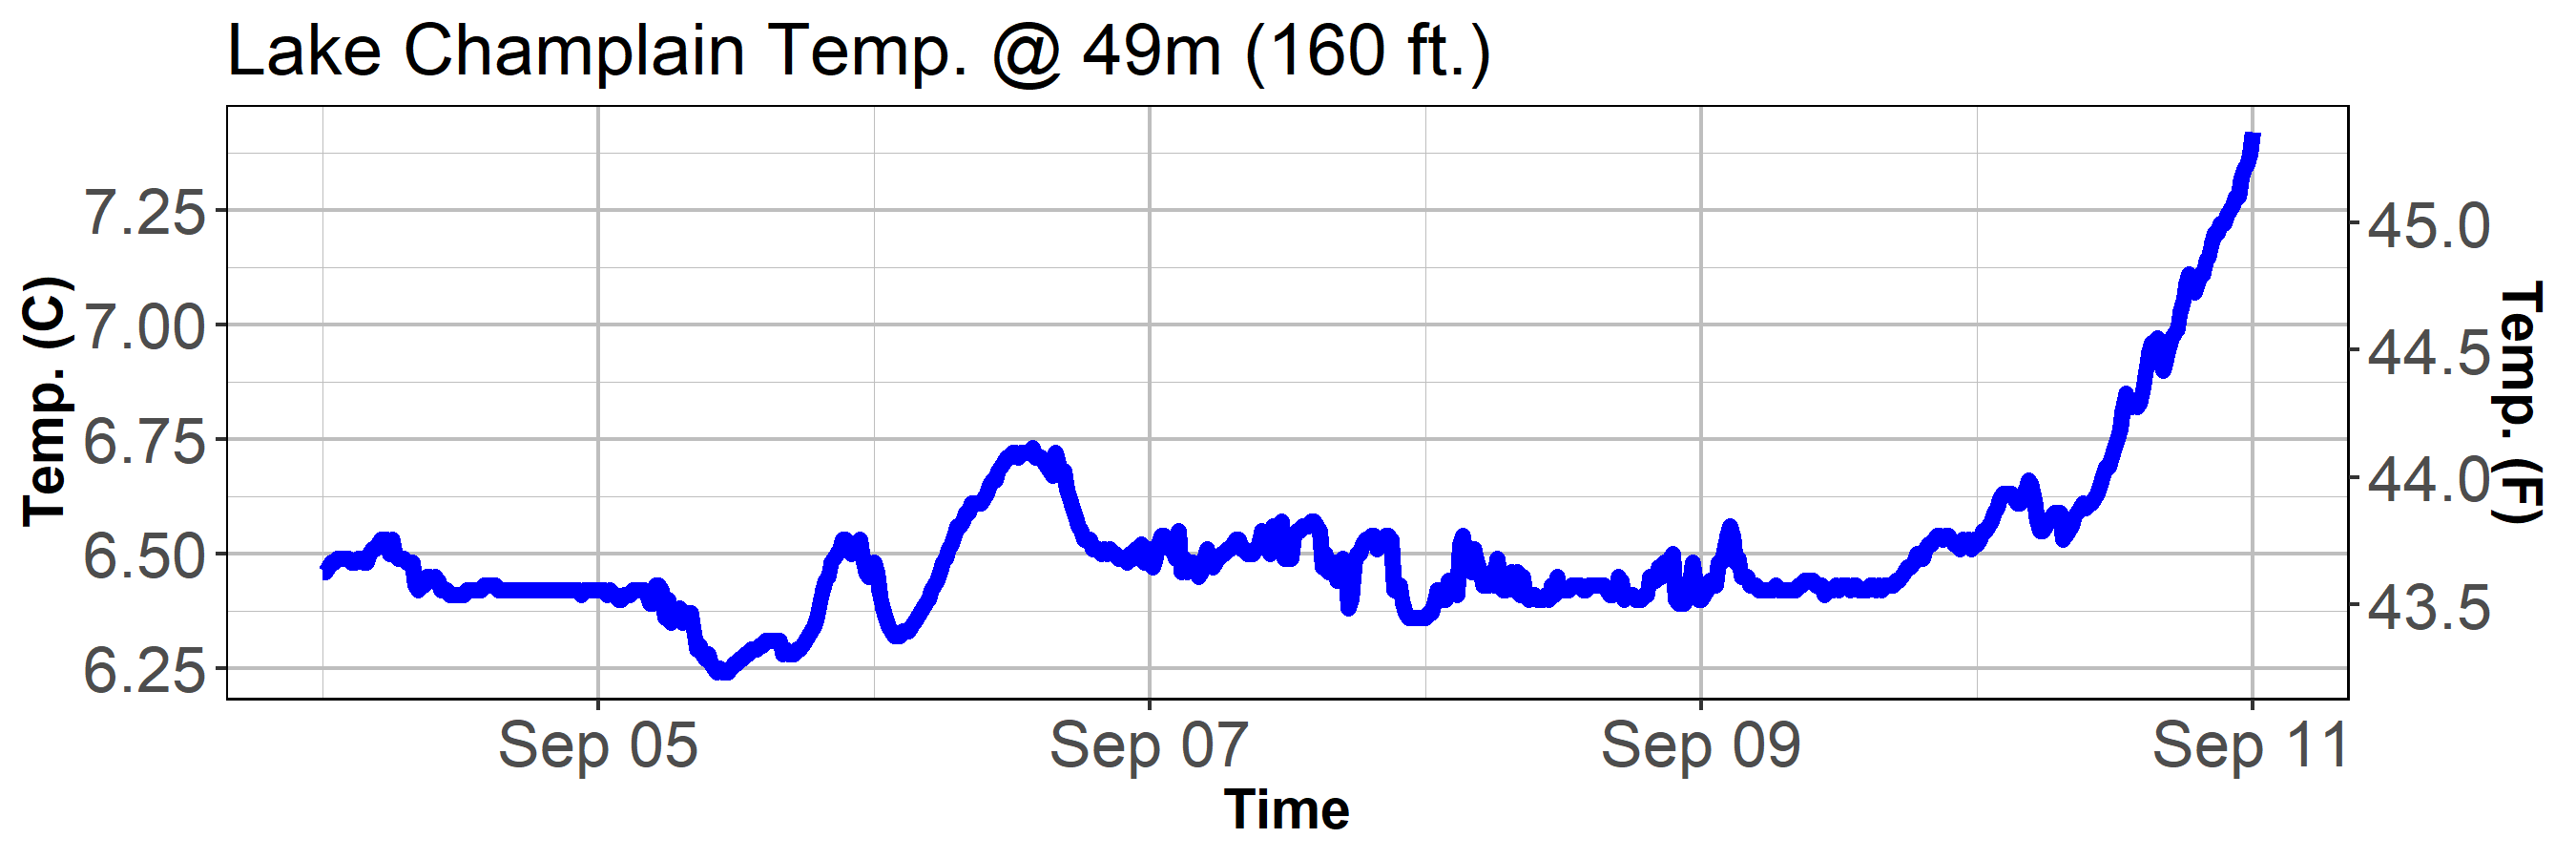 Lake Champlain Temp. @ 49m (160 ft.)
Temp. (C)
7.25
7.00
6.75
6.50
6.25
45.0
44.5
44.0
43.5
Temp. (F)
Sep 05 Sep 07 Sep 09 Sep 11
Time